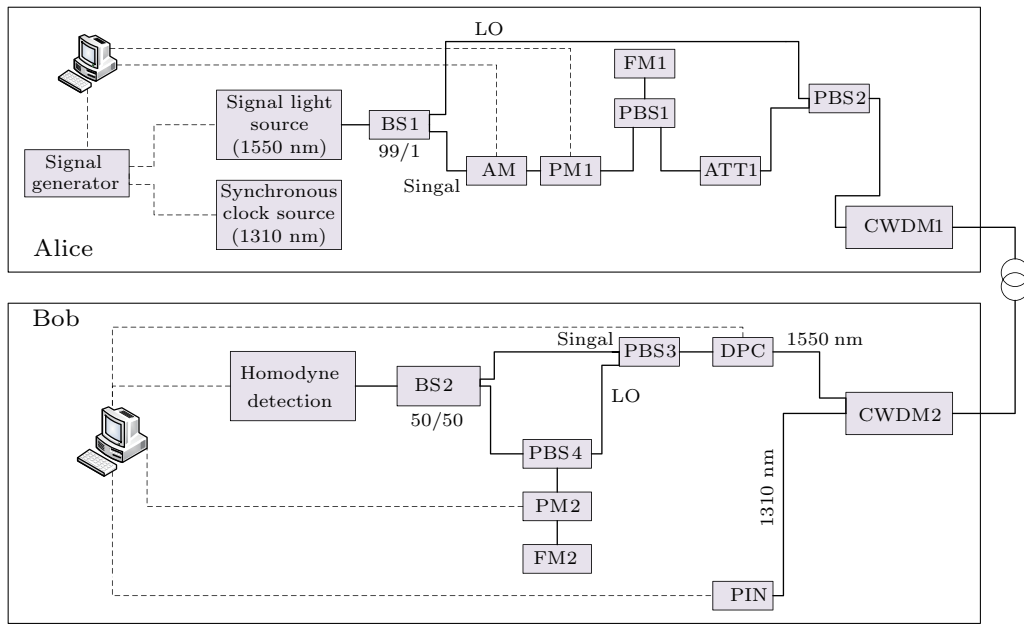 LO
FM1
PBS1
PBS2
Signal light
source
(1550 nm)
BS1
99/1
Singal
AM
PM1
ATT1
Signal
generator
Synchronous
clock source
(1310 nm)
CWDM1
Alice
Bob
Singal
PBS3
DPC
1550 nm
Homodyne
detection
BS2
50/50
LO
CWDM2
PBS4
PM2
1310 nm
FM2
PIN